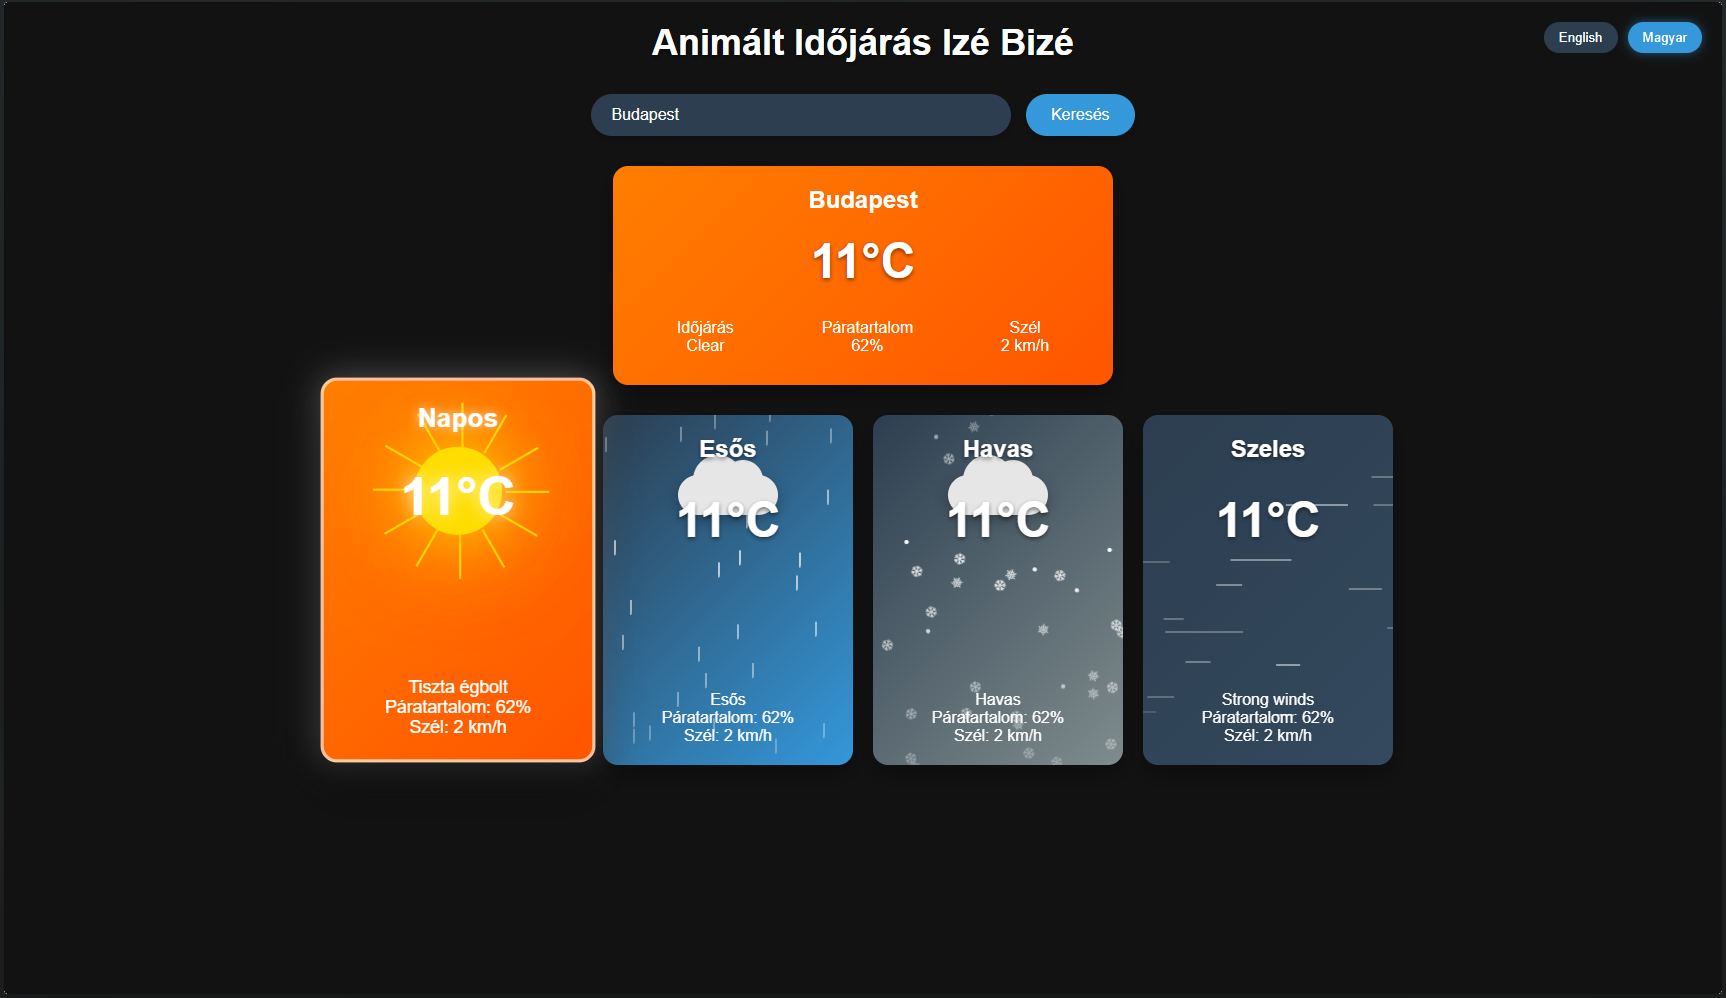 Animált Időjárás Izé Bizé
English
Magyar
Budapest
Keresés
Budapest
11°C
Időjárás
Clear
Páratartalom
62%
Szél
2 km/h
Napos
11°C
Tiszta égbolt
Páratartalom: 62%
Szél: 2 km/h
Esős
11°C
Esős
Páratartalom: 62%
Szél: 2 km/h
Havas
11°C
Havas
Páratartalom: 62%
Szél: 2 km/h
Szeles
11°C
Strong winds
Páratartalom: 62%
Szél: 2 km/h